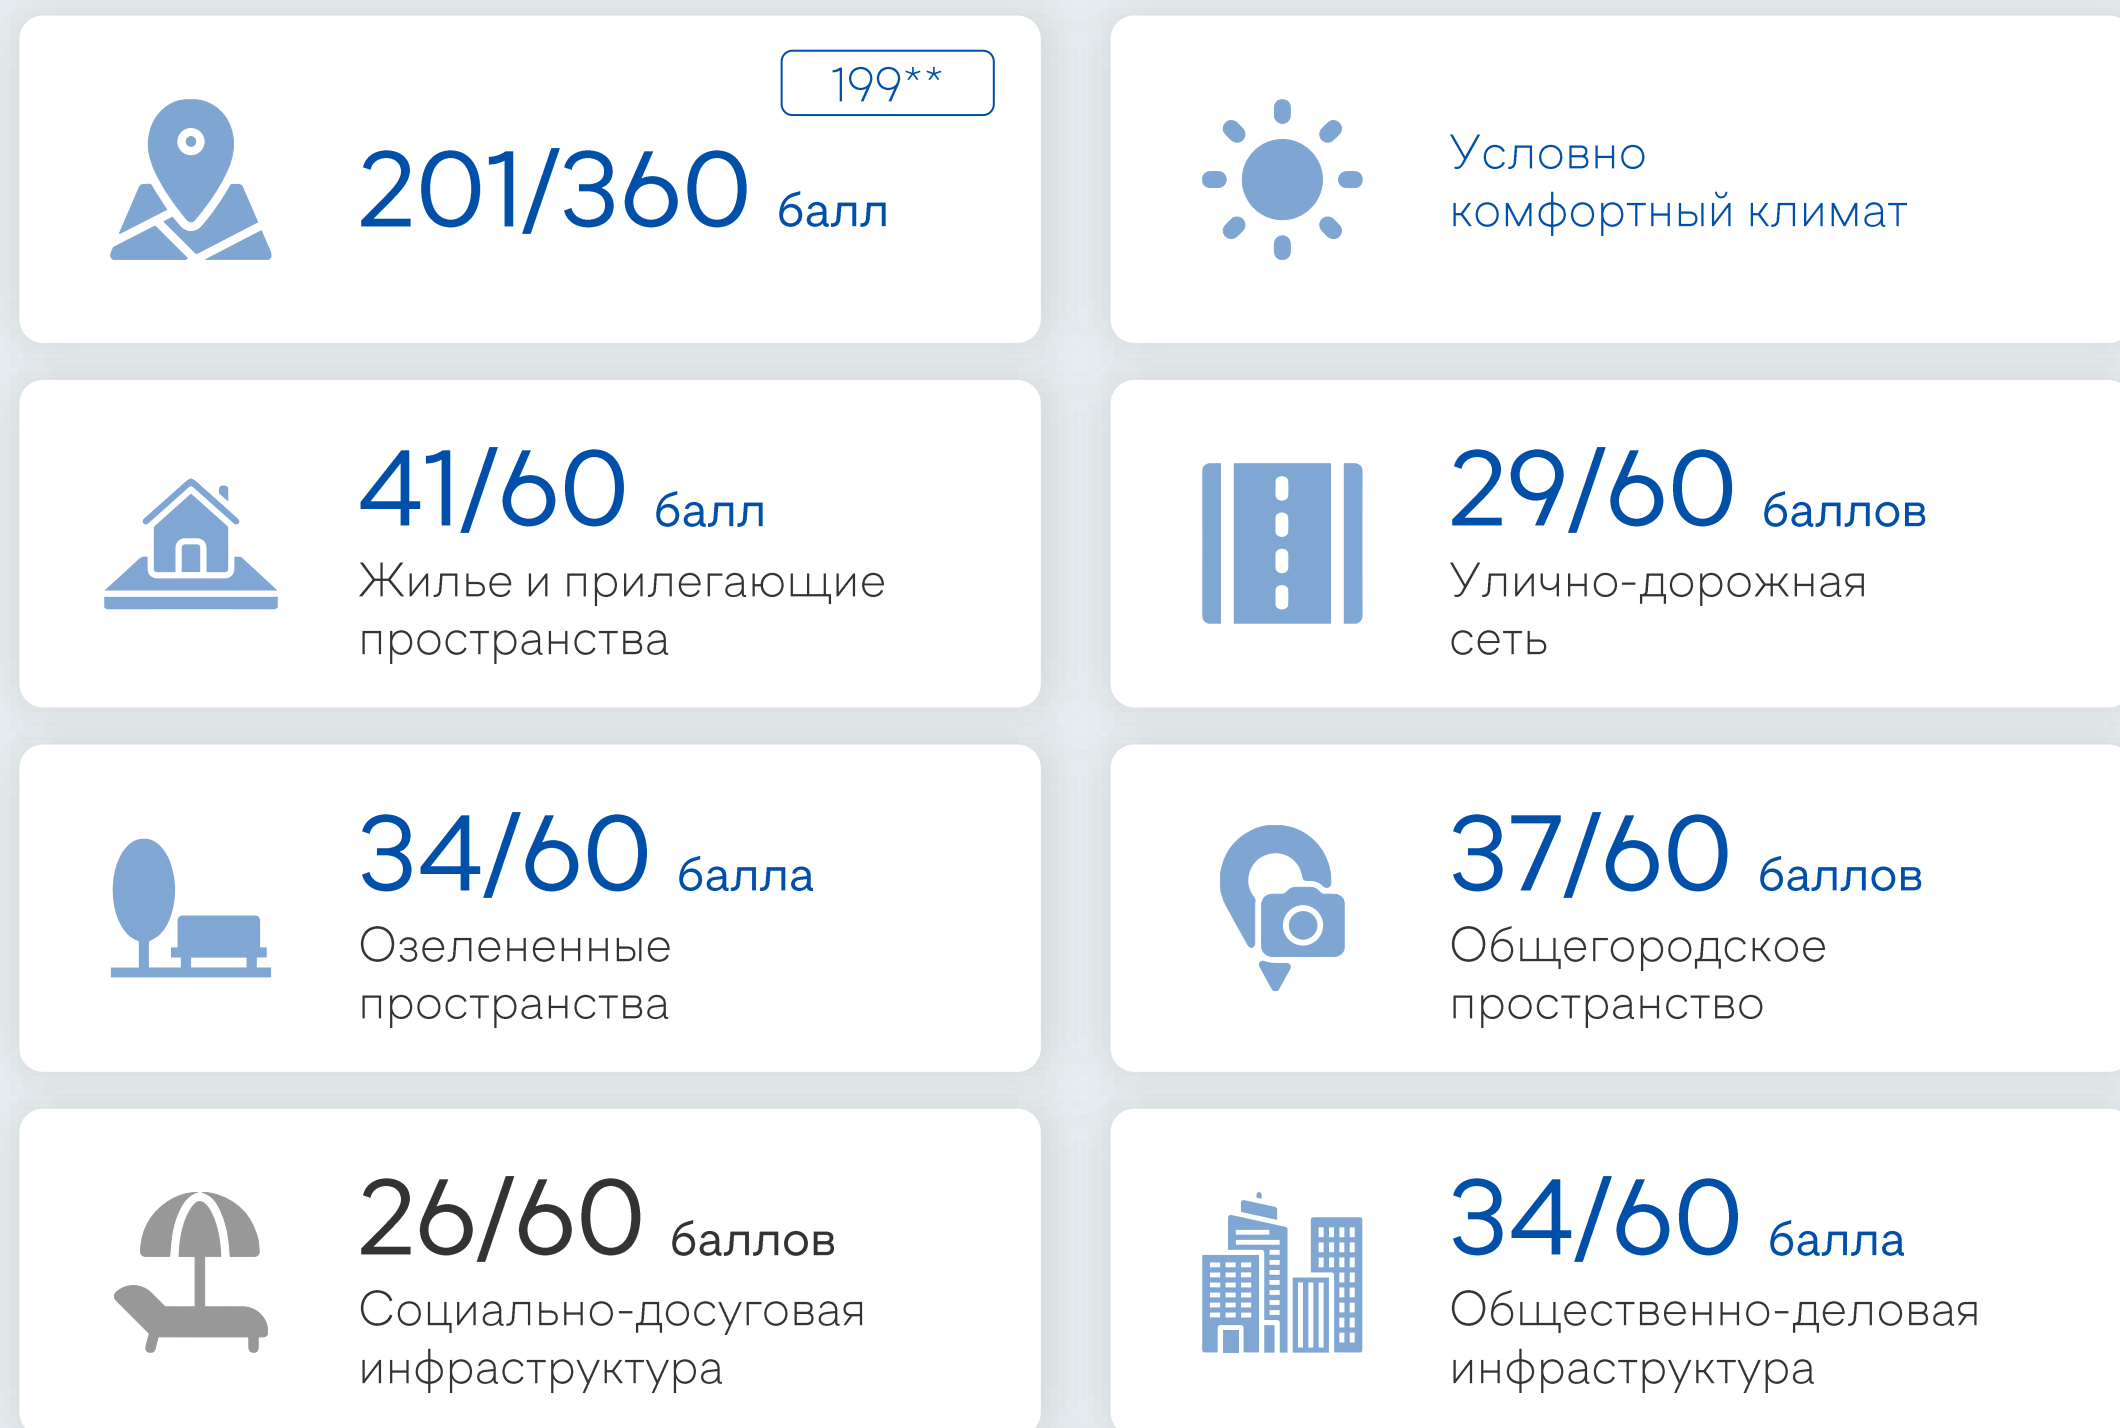 199**
201/360 балл
Условно
комфортный климат
41/60 балл
Жилье и прилегающие
пространства
29/60 баллов
Улично-дорожная
сеть
34/60 балла
Озелененные
пространства
37/60 баллов
Общегородское
пространство
26/60 баллов
Социально-досуговая
инфраструктура
34/60 балла
Общественно-деловая
инфраструктура